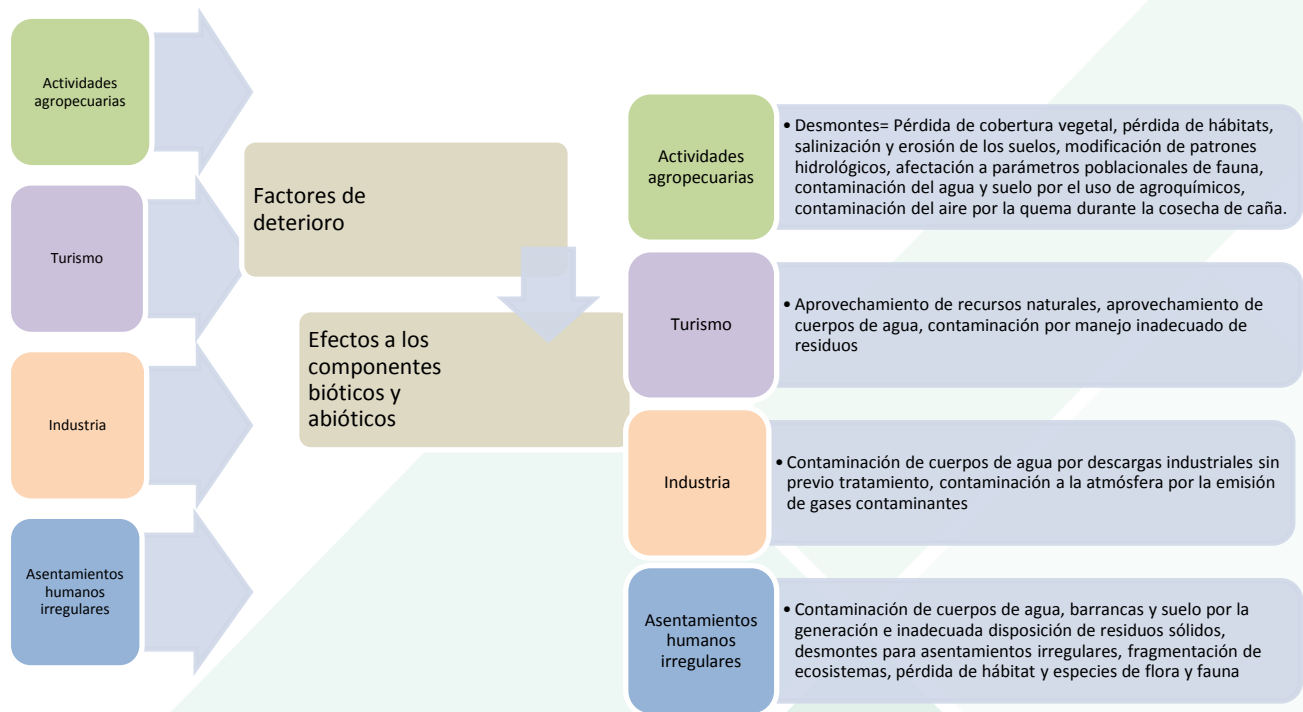 Actividades
agropecuarias
Turismo
Industria
Asentamientos
humanos
irregulares
Factores de
deterioro
Efectos a los
componentes
bióticos y
abióticos
Actividades
agropecuarias
• Desmontes= Pérdida de cobertura vegetal, pérdida de hábitats,
salinización y erosión de los suelos, modificación de patrones
hidrológicos, afectación a parámetros poblacionales de fauna,
contaminación del agua y suelo por el uso de agroquímicos,
contaminación del aire por la quema durante la cosecha de caña.
Turismo
• Aprovechamiento de recursos naturales, aprovechamiento de
cuerpos de agua, contaminación por manejo inadecuado de
residuos
Industria
• Contaminación de cuerpos de agua por descargas industriales sin
previo tratamiento, contaminación a la atmósfera por la emisión
de gases contaminantes
Asentamientos
humanos
irregulares
• Contaminación de cuerpos de agua, barrancas y suelo por la
generación e inadecuada disposición de residuos sólidos,
desmontes para asentamientos irregulares, fragmentación de
ecosistemas, pérdida de hábitat y especies de flora y fauna